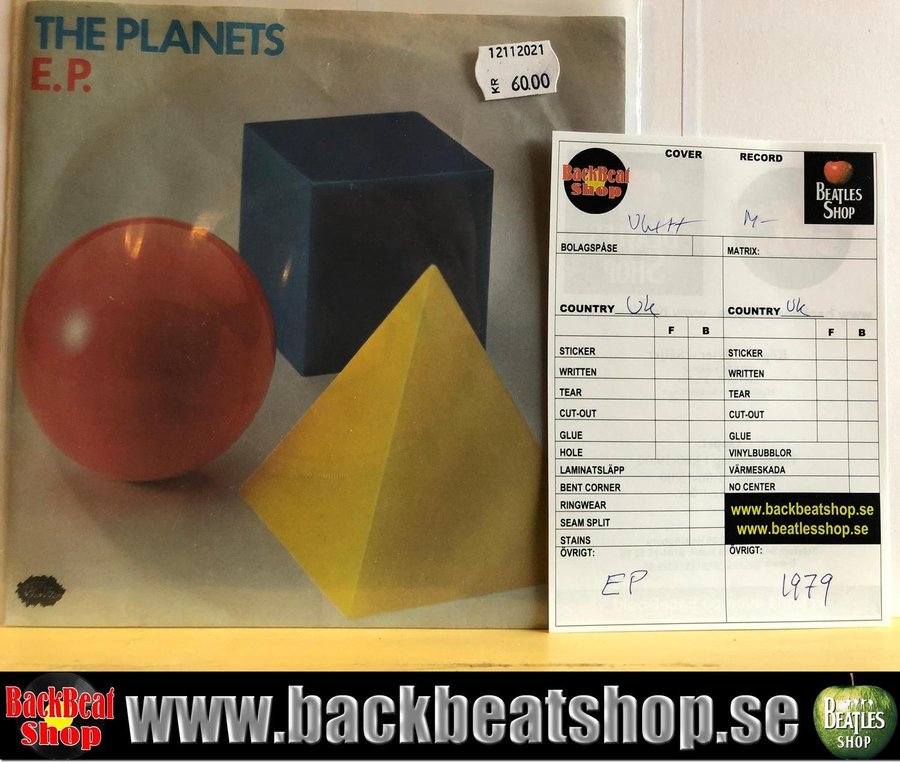 THE PLANETS
E.P.
12112021
KR 60.00
BackBeat
Shop
COVER
RECORD
BEATLES
SHOP
M-
BOLAGSPÅSE
MATRIX:
COUNTRY Uk
COUNTRY Uk
F B
F B
STICKER
STICKER
WRITTEN
WRITTEN
TEAR
TEAR
CUT-OUT
CUT-OUT
GLUE
GLUE
HOLE
VINYLBUBBLOR
LAMINATSLÄPP
VÄRMESKADA
BENT CORNER
NO CENTER
RINGWEAR
www.backbeatshop.se
SEAM SPLIT
www.beatlesshop.se
STAINS
ÖVRIGT:
ÖVRIGT:
EP
1979
BackBeat
Shop
www.backbeatshop.se
BEATLES
SHOP